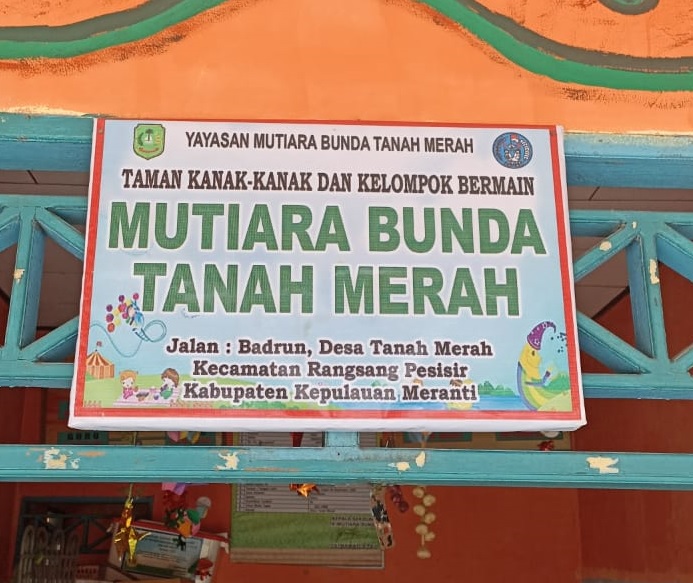 YAYASAN MUTIARA BUNDA TANAH MERAH
TAMAN KANAK-KANAK DAN KELOMPOK BERMAIN
MUTIARA BUNDA
TANAH MERAH
Jalan : Badrun, Desa Tanah Merah
Kecamatan Rangsang Pesisir
Kabupaten Kepulauan Meranti